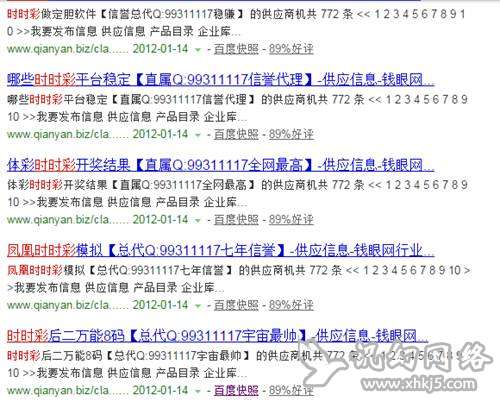 时时彩做定胆软件【信誉总代Q:99311117稳赚】 的供应商机共 772 条 << 1 2 3 4 5 6 7 8 9 1
0 >>我要发布信息 供应信息 产品目录 企业库...
www.qianyan.biz/cla...... 2012-01-14 - 百度快照 - 89%好评
哪些时时彩平台稳定【直属Q:99311117信誉代理】-供应信息-钱眼网...
哪些时时彩平台稳定【直属Q:99311117信誉代理】 的供应商机共 772 条 << 1 2 3 4 5 6 7 8 9
10 >>我要发布信息 供应信息 产品目录 企业库...
www.qianyan.biz/cla...... 2012-01-14 - 百度快照 - 89%好评
体彩时时彩开奖结果【直属Q:99311117全网最高】-供应信息-钱眼网...
体彩时时彩开奖结果【直属Q:99311117全网最高】 的供应商机共 772 条 << 1 2 3 4 5 6 7 8 9
10 >>我要发布信息 供应信息 产品目录 企业库...
www.qianyan.biz/cla...... 2012-01-14 - 百度快照 - 89%好评
凤凰时时彩模拟【总代Q:99311117七年信誉】-供应信息-钱眼网行业...
凤凰时时彩模拟【总代Q:99311117七年信誉】 的供应商机共 772 条 << 1 2 3 4 5 6 7 8 9 10 >
>我要发布信息 供应信息 产品目录 企业库...
www.qianyan.biz/cla...... 2012-01-14 - 百度快照 - 89%好评
时时彩后二万能8码【总代Q:99311117宇宙最帅】-供应信息-钱眼网...
时时彩后二万能8码【总代Q:99311117宇宙最帅】 的供应商机共 772 条 << 1 2 3 4 5 6 7 8 9
10 >>我要发布信息 供应信息 产品目录 企业库...
www.qianyan.biz/cla...... 2012-01-14 - 百度快照 - 89%好评
www.xhkj5.com